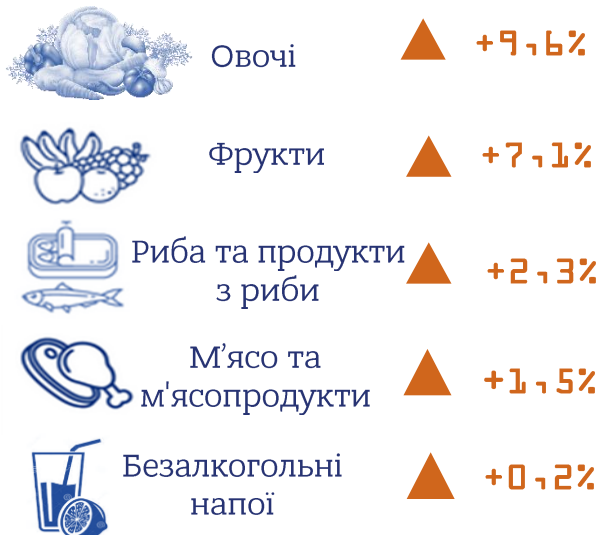 Овочі +9,6%
Фрукти +7,1%
Риба та продукти
з риби +2,3%
М’ясо та
м'ясопродукти +1,5%
Безалкогольні
напої +0,2%